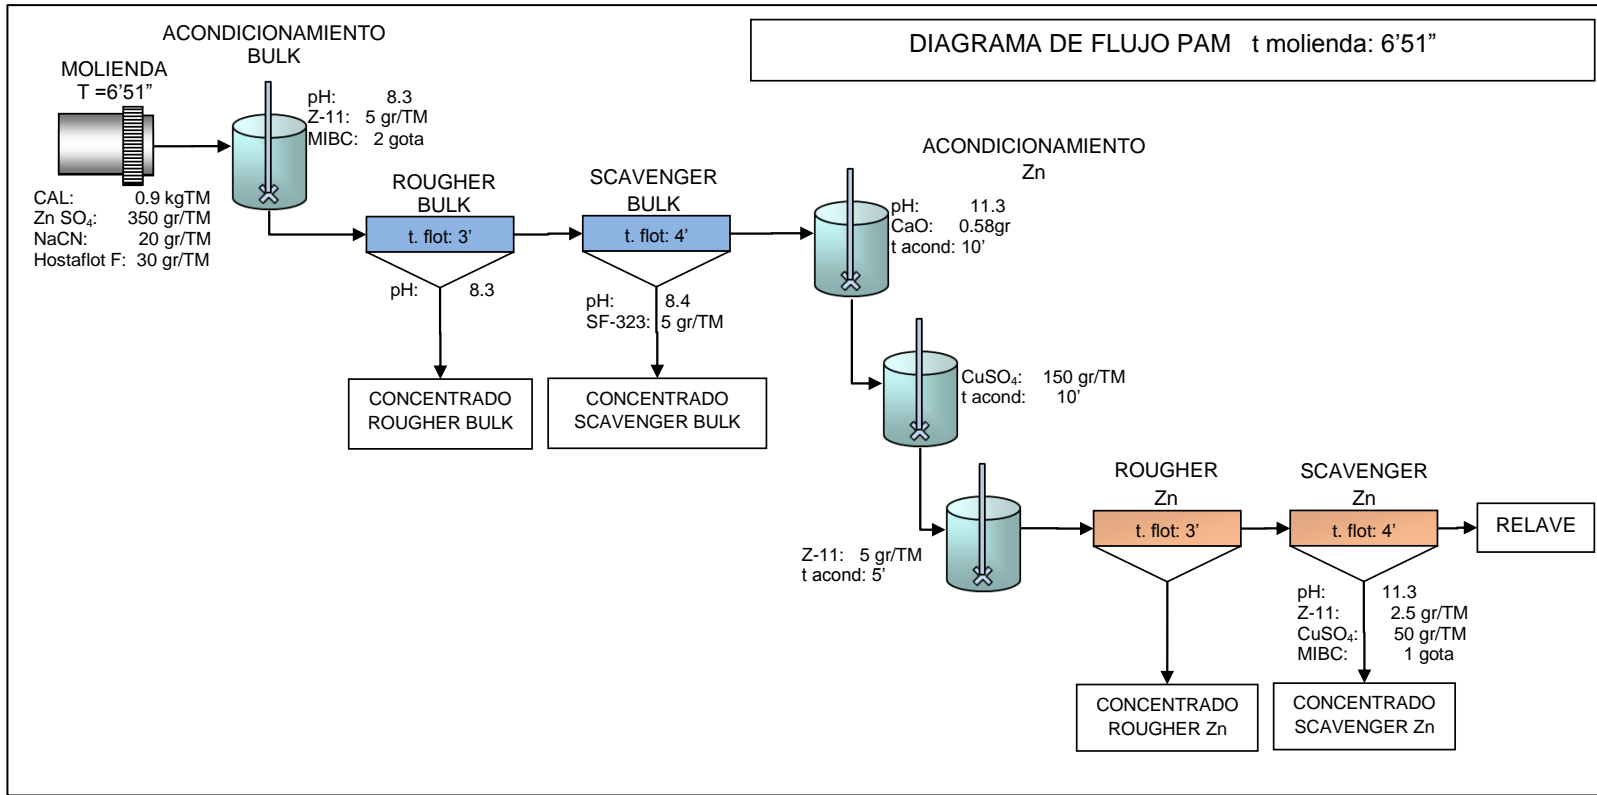 DIAGRAMA DE FLUJO PAM t molienda: 6’51”
ACONDICIONAMIENTO
BULK
MOLIENDA
T =6’51”
pH: 8.3
Z-11: 5 gr/TM
MIBC: 2 gota
CAL: 0.9 kgTM
Zn SO₄: 350 gr/TM
NaCN: 20 gr/TM
Hostaflot F: 30 gr/TM
ROUGHER
BULK
t. flot: 3’
pH: 8.3
CONCENTRADO
ROUGHER BULK
SCAVENGER
BULK
t. flot: 4’
pH: 8.4
SF-323: 5 gr/TM
CONCENTRADO
SCAVENGER BULK
ACONDICIONAMIENTO
Zn
pH: 11.3
CaO: 0.58gr
t acond: 10’
CuSO₄: 150 gr/TM
t acond: 10’
Z-11: 5 gr/TM
t acond: 5’
ROUGHER
Zn
t. flot: 3’
CONCENTRADO
ROUGHER Zn
SCAVENGER
Zn
t. flot: 4’
pH: 11.3
Z-11: 2.5 gr/TM
CuSO₄: 50 gr/TM
MIBC: 1 gota
CONCENTRADO
SCAVENGER Zn
RELAVE